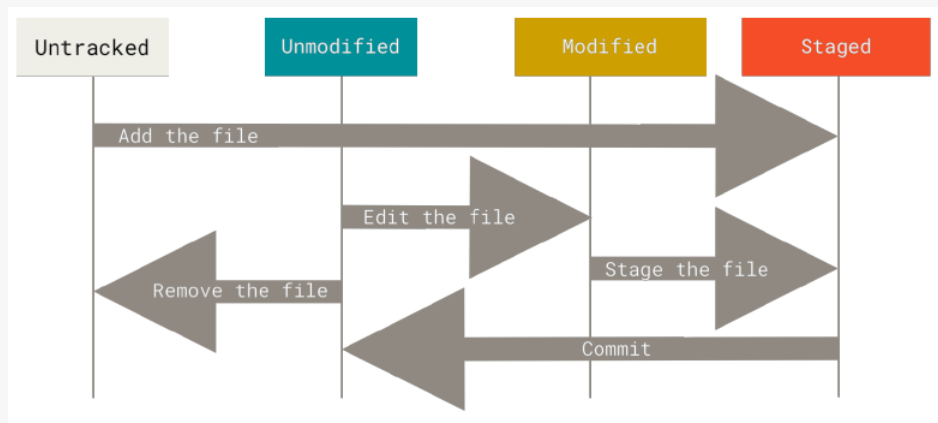 Untracked
Unmodified
Modified
Staged
Add the file
Edit the file
Stage the file
Remove the file
Commit